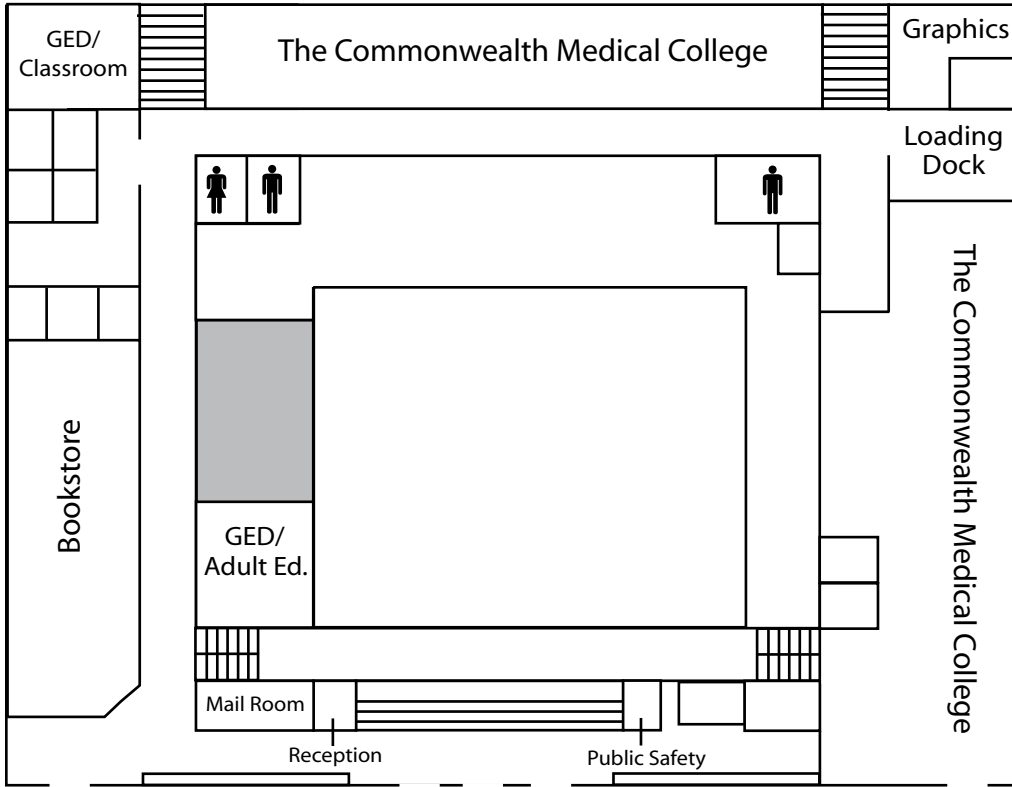 GED/
Classroom
The Commonwealth Medical College
Graphics
Loading
Dock
The Commonwealth Medical College
Bookstore
GED/
Adult Ed.
Mail Room
Reception
Public Safety